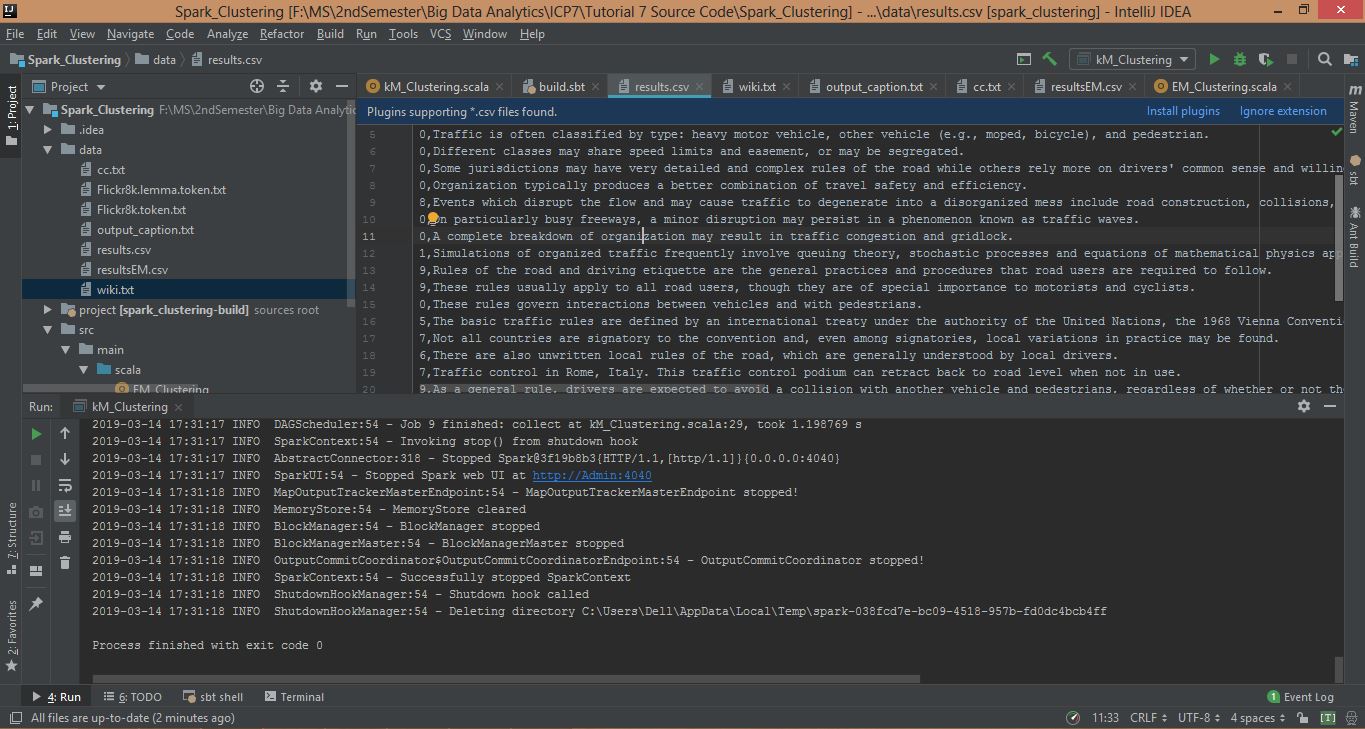 Spark_Clustering [F:\MS\2ndSemester\Big Data Analytics\ICP7\Tutorial 7 Source Code\Spark_Clustering] - ...\data\results.csv [spark_clustering] - IntelliJ IDEA
File Edit View Navigate Code Analyze Refactor Build Run Tools VCS Window Help
Spark_Clustering data results.csv kM_Clustering
Project kM_Clustering.scala build.sbt results.csv wiki.txt output_caption.txt cc.txt resultsEM.csv EM_Clustering.scala
Plugins supporting *.csv files found. Install plugins Ignore extension
1: Project
Spark_Clustering F:\MS\2ndSemester\Big Data Analytic
.idea
data
cc.txt
Flickr8k.lemma.token.txt
Flickr8k.token.txt
output_caption.txt
results.csv
resultsEM.csv
wiki.txt
project [spark_clustering-build] sources root
src
main
scala
EM_Clustering
5 0,Traffic is often classified by type: heavy motor vehicle, other vehicle (e.g., moped, bicycle), and pedestrian.
6 0,Different classes may share speed limits and easement, or may be segregated.
7 0,Some jurisdictions may have very detailed and complex rules of the road while others rely more on drivers' common sense and willin
8 0,Organization typically produces a better combination of travel safety and efficiency.
9 8,Events which disrupt the flow and may cause traffic to degenerate into a disorganized mess include road construction, collisions,
10 0,On particularly busy freeways, a minor disruption may persist in a phenomenon known as traffic waves.
11 0,A complete breakdown of organization may result in traffic congestion and gridlock.
12 1,Simulations of organized traffic frequently involve queuing theory, stochastic processes and equations of mathematical physics app
13 9,Rules of the road and driving etiquette are the general practices and procedures that road users are required to follow.
14 9,These rules usually apply to all road users, though they are of special importance to motorists and cyclists.
15 0,These rules govern interactions between vehicles and with pedestrians.
16 5,The basic traffic rules are defined by an international treaty under the authority of the United Nations, the 1968 Vienna Conventi
17 7,Not all countries are signatory to the convention and, even among signatories, local variations in practice may be found.
18 6,There are also unwritten local rules of the road, which are generally understood by local drivers.
19 7,Traffic control in Rome, Italy. This traffic control podium can retract back to road level when not in use.
20 9,As a general rule, drivers are expected to avoid a collision with another vehicle and pedestrians, regardless of whether or not th
Maven
sbt
Ant Build
Run: kM_Clustering
2019-03-14 17:31:17 INFO DAGScheduler:54 - Job 9 finished: collect at kM_Clustering.scala:29, took 1.198769 s
2019-03-14 17:31:17 INFO SparkContext:54 - Invoking stop() from shutdown hook
2019-03-14 17:31:17 INFO AbstractConnector:318 - Stopped Spark@3f19b8b3{HTTP/1.1,[http/1.1]}{0.0.0.0:4040}
2019-03-14 17:31:17 INFO SparkUI:54 - Stopped Spark web UI at http://Admin:4040
2019-03-14 17:31:18 INFO MapOutputTrackerMasterEndpoint:54 - MapOutputTrackerMasterEndpoint stopped!
2019-03-14 17:31:18 INFO MemoryStore:54 - MemoryStore cleared
2019-03-14 17:31:18 INFO BlockManager:54 - BlockManager stopped
2019-03-14 17:31:18 INFO BlockManagerMaster:54 - BlockManagerMaster stopped
2019-03-14 17:31:18 INFO OutputCommitCoordinator$OutputCommitCoordinatorEndpoint:54 - OutputCommitCoordinator stopped!
2019-03-14 17:31:18 INFO SparkContext:54 - Successfully stopped SparkContext
2019-03-14 17:31:18 INFO ShutdownHookManager:54 - Shutdown hook called
2019-03-14 17:31:18 INFO ShutdownHookManager:54 - Deleting directory C:\Users\Dell\AppData\Local\Temp\spark-038fcd7e-bc09-4518-957b-fd0dc4bcb4ff
Process finished with exit code 0
7: Structure
2: Favorites
4: Run 6: TODO sbt shell Terminal 1 Event Log
All files are up-to-date (2 minutes ago) 11:33 CRLF UTF-8 4 spaces [T]